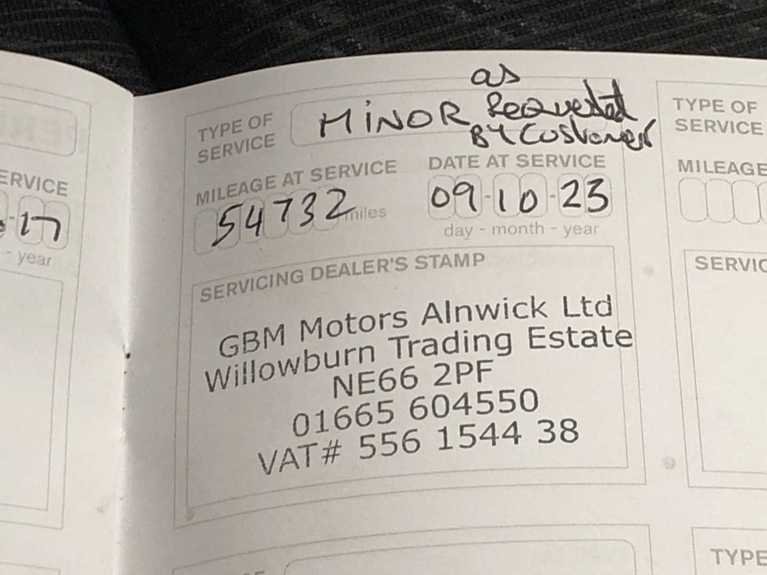 as
TYPE OF SERVICE MINOR Requested
By Customer
MILEAGE AT SERVICE DATE AT SERVICE
54732 miles 09-10-23
day - month - year
SERVICING DEALER'S STAMP
GBM Motors Alnwick Ltd
Willowburn Trading Estate
NE66 2PF
01665 604550
VAT# 556 1544 38
SERVICE
-17
- year
TYPE OF
SERVICE
MILEAGE
TYPE